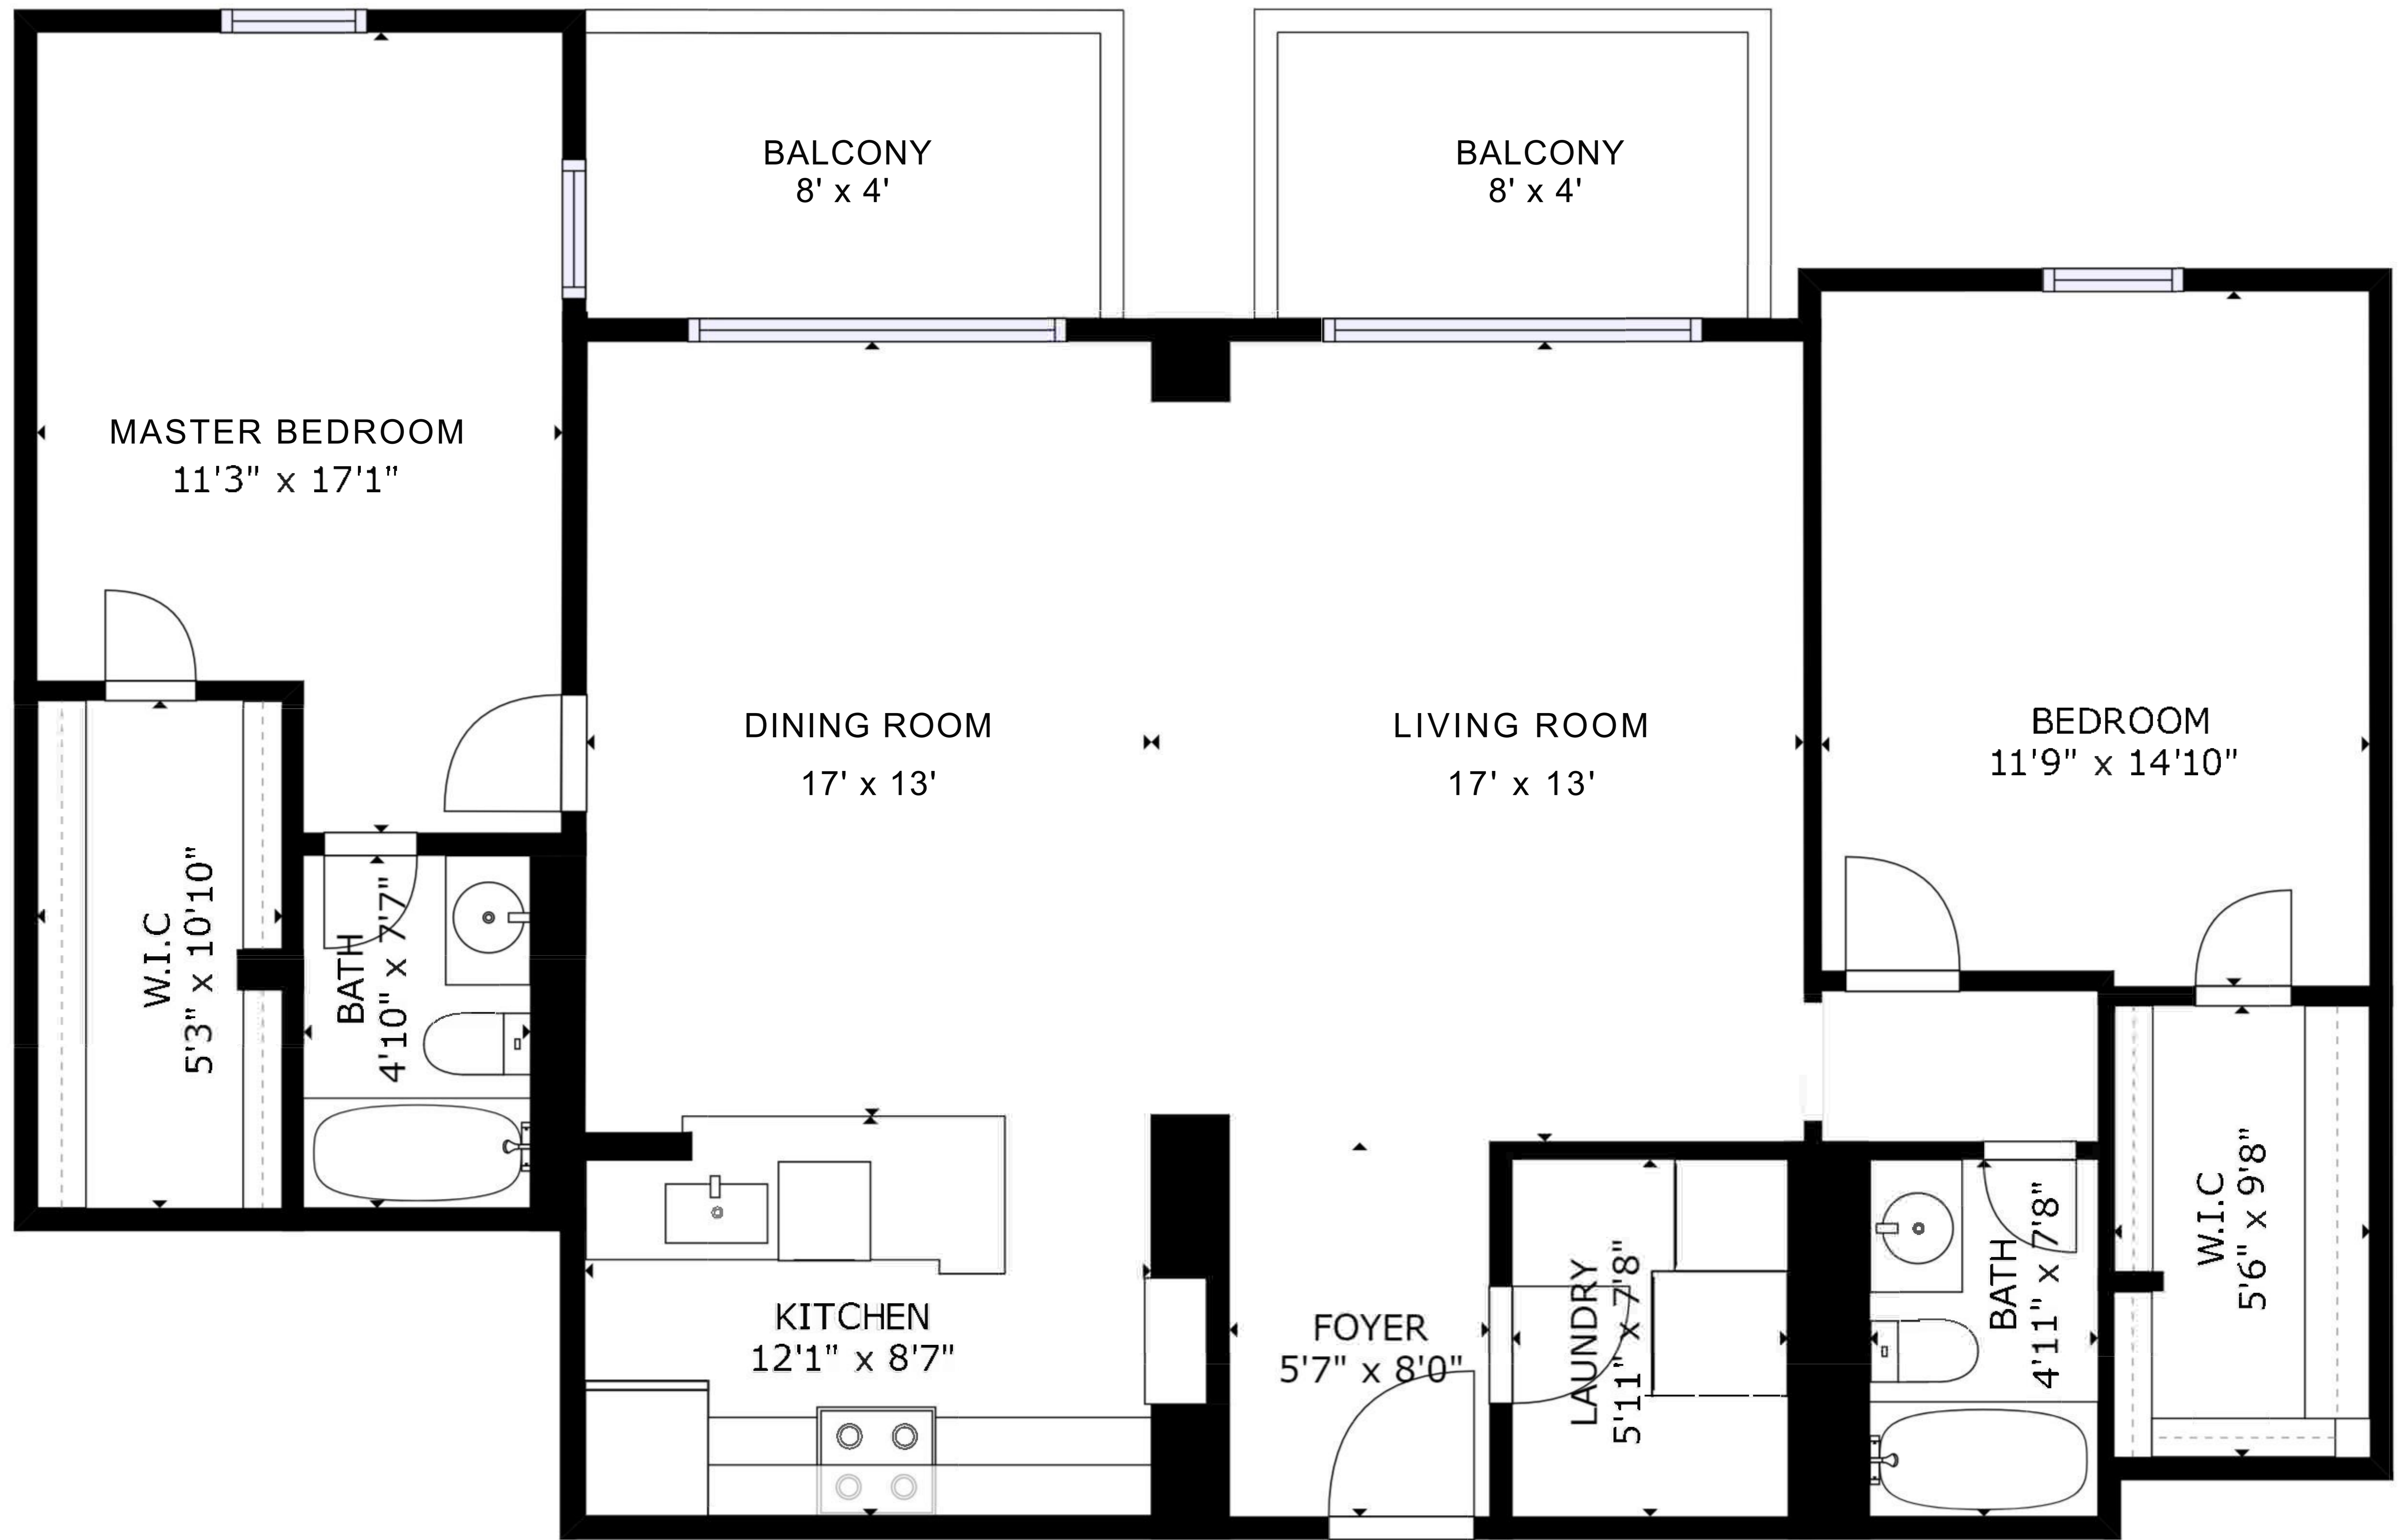 BALCONY
8' x 4'
BALCONY
8' x 4'
MASTER BEDROOM
11'3" x 17'1"
DINING ROOM
17' x 13'
LIVING ROOM
17' x 13'
BEDROOM
11'9" x 14'10"
W.I.C
5'3" x 10'10"
BATH
4'10" x 7'7"
KITCHEN
12'1" x 8'7"
FOYER
5'7" x 8'0"
LAUNDRY
5'11" x 7'8"
BATH
4'11" x 7'8"
W.I.C
5'6" x 9'8"